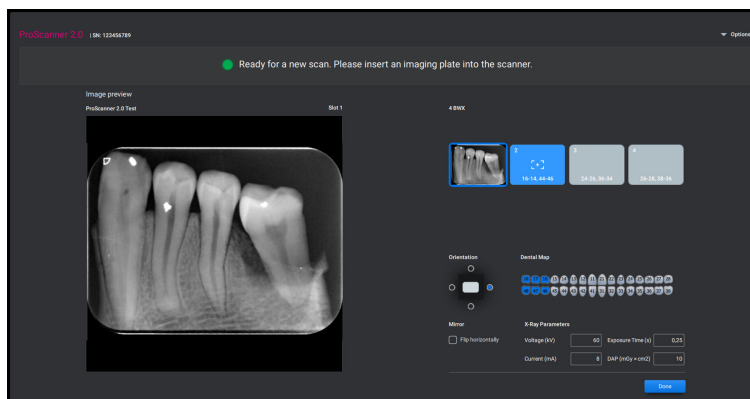 ProScanner 2.0 | SN: 123456789
Options
Ready for a new scan. Please insert an imaging plate into the scanner.
Image preview
ProScanner 2.0 Test Slot 1
4 BWX
2 3 4
16-14, 44-46 24-26, 36-34 26-28, 38-36
Orientation Dental Map
Mirror X-Ray Parameters
Flip horizontally Voltage (kV) 60 Exposure Time (s) 0,25
Current (mA) 8 DAP (mGy × cm2) 10
Done